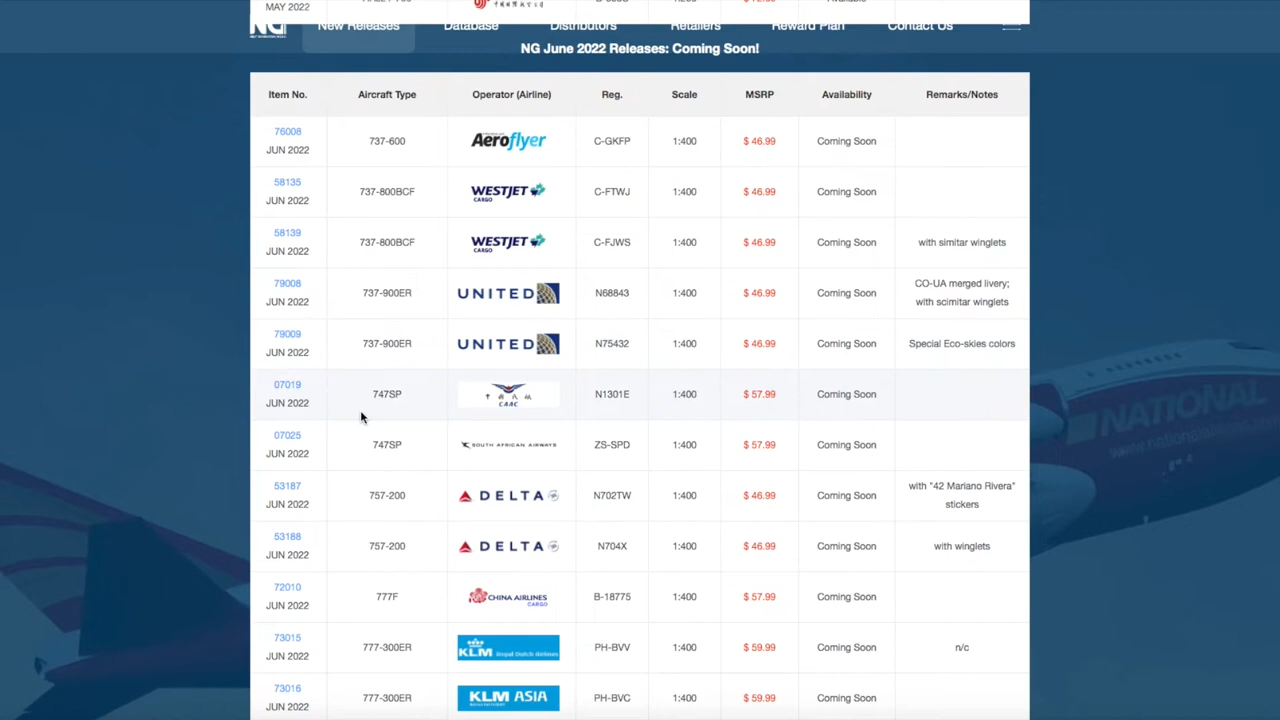 MAY 2022
NG
New Releases Database Distributors Retailers Reward Plan Contact Us
NG June 2022 Releases: Coming Soon!
Item No. Aircraft Type Operator (Airline) Reg. Scale MSRP Availability Remarks/Notes
76008 JUN 2022 737-600 Aeroflyer C-GKFP 1:400 $ 46.99 Coming Soon
58135 JUN 2022 737-800BCF WESTJET CARGO C-FTWJ 1:400 $ 46.99 Coming Soon
58139 JUN 2022 737-800BCF WESTJET CARGO C-FJWS 1:400 $ 46.99 Coming Soon with simitar winglets
79008 JUN 2022 737-900ER UNITED N68843 1:400 $ 46.99 Coming Soon CO-UA merged livery; with scimitar winglets
79009 JUN 2022 737-900ER UNITED N75432 1:400 $ 46.99 Coming Soon Special Eco-skies colors
07019 JUN 2022 747SP 中國民航 CAAC N1301E 1:400 $ 57.99 Coming Soon
07025 JUN 2022 747SP SOUTH AFRICAN AIRWAYS ZS-SPD 1:400 $ 57.99 Coming Soon
53187 JUN 2022 757-200 DELTA N702TW 1:400 $ 46.99 Coming Soon with "42 Mariano Rivera" stickers
53188 JUN 2022 757-200 DELTA N704X 1:400 $ 46.99 Coming Soon with winglets
72010 JUN 2022 777F CHINA AIRLINES CARGO B-18775 1:400 $ 57.99 Coming Soon
73015 JUN 2022 777-300ER KLM Royal Dutch Airlines PH-BVV 1:400 $ 59.99 Coming Soon n/c
73016 JUN 2022 777-300ER KLM ASIA PH-BVC 1:400 $ 59.99 Coming Soon
NATIONAL